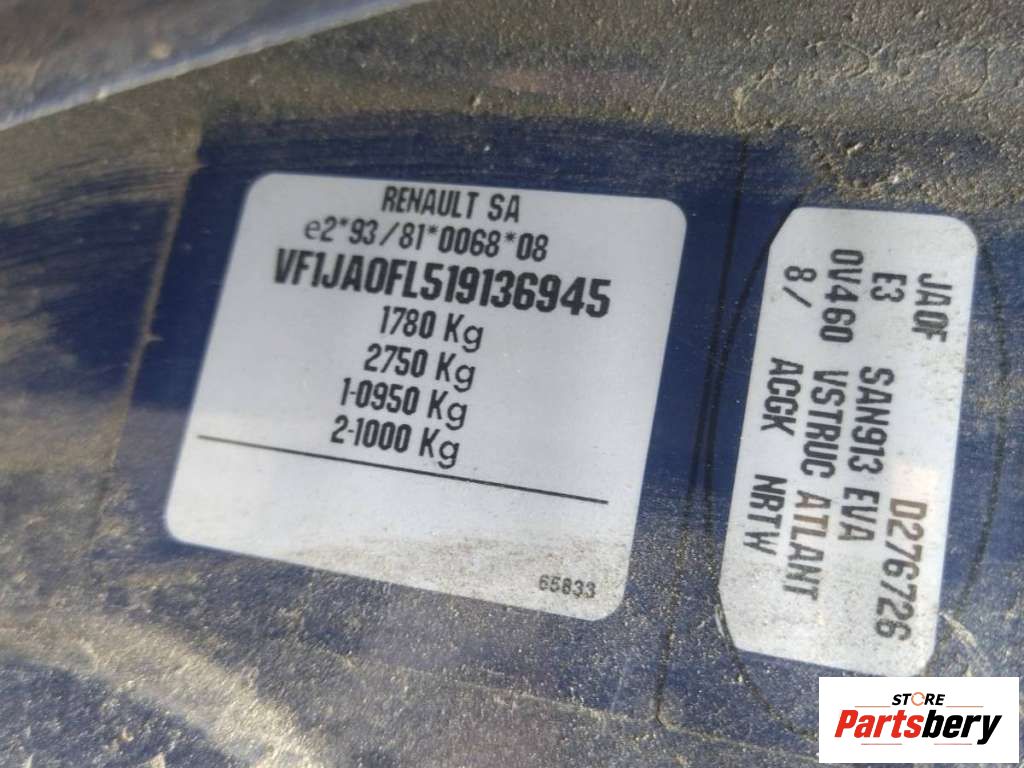 RENAULT SA
e2*93/81*0068*08
VF1JA0FL519136945
1780 Kg
2750 Kg
1-0950 Kg
2-1000 Kg
65833
JA0F D276726
E3 SAN913 EVA
0V460 VSTRUC ATLANT
8/ ACGK NRTW
STORE
Partsbery